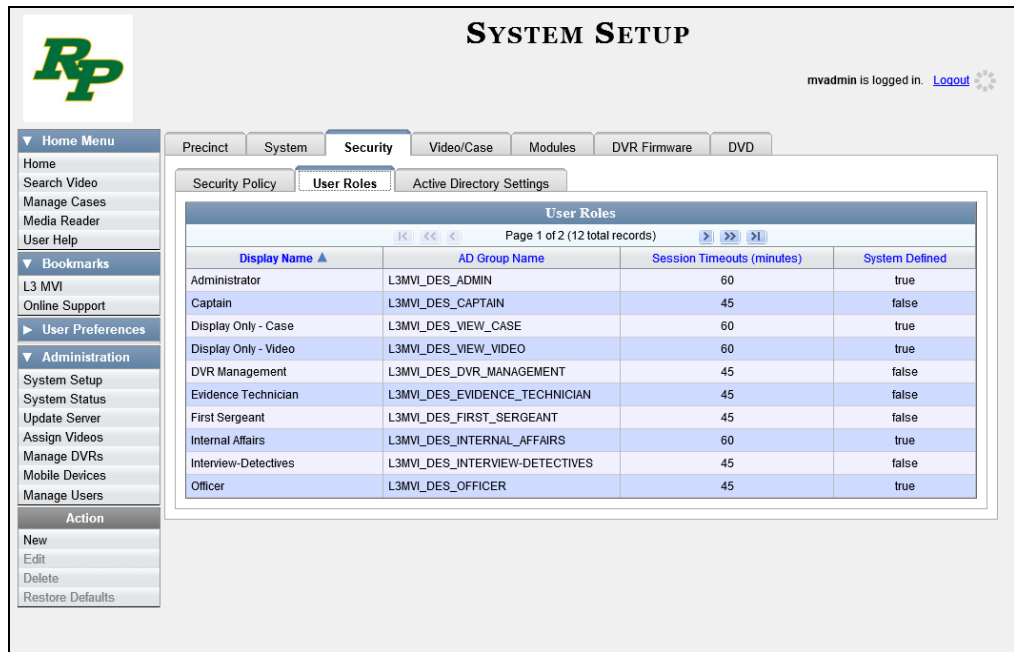 SYSTEM SETUP
RP
mvadmin is logged in. Logout
▼ Home Menu
Home
Search Video
Manage Cases
Media Reader
User Help
▼ Bookmarks
L3 MVI
Online Support
▶ User Preferences
▼ Administration
System Setup
System Status
Update Server
Assign Videos
Manage DVRs
Mobile Devices
Manage Users
Action
New
Edit
Delete
Restore Defaults
Precinct System Security Video/Case Modules DVR Firmware DVD
Security Policy User Roles Active Directory Settings
User Roles
|< << < Page 1 of 2 (12 total records) > >> >|
Display Name ▲ AD Group Name Session Timeouts (minutes) System Defined
Administrator L3MVI_DES_ADMIN 60 true
Captain L3MVI_DES_CAPTAIN 45 false
Display Only - Case L3MVI_DES_VIEW_CASE 60 true
Display Only - Video L3MVI_DES_VIEW_VIDEO 60 true
DVR Management L3MVI_DES_DVR_MANAGEMENT 45 false
Evidence Technician L3MVI_DES_EVIDENCE_TECHNICIAN 45 false
First Sergeant L3MVI_DES_FIRST_SERGEANT 45 false
Internal Affairs L3MVI_DES_INTERNAL_AFFAIRS 60 true
Interview-Detectives L3MVI_DES_INTERVIEW-DETECTIVES 45 false
Officer L3MVI_DES_OFFICER 45 true